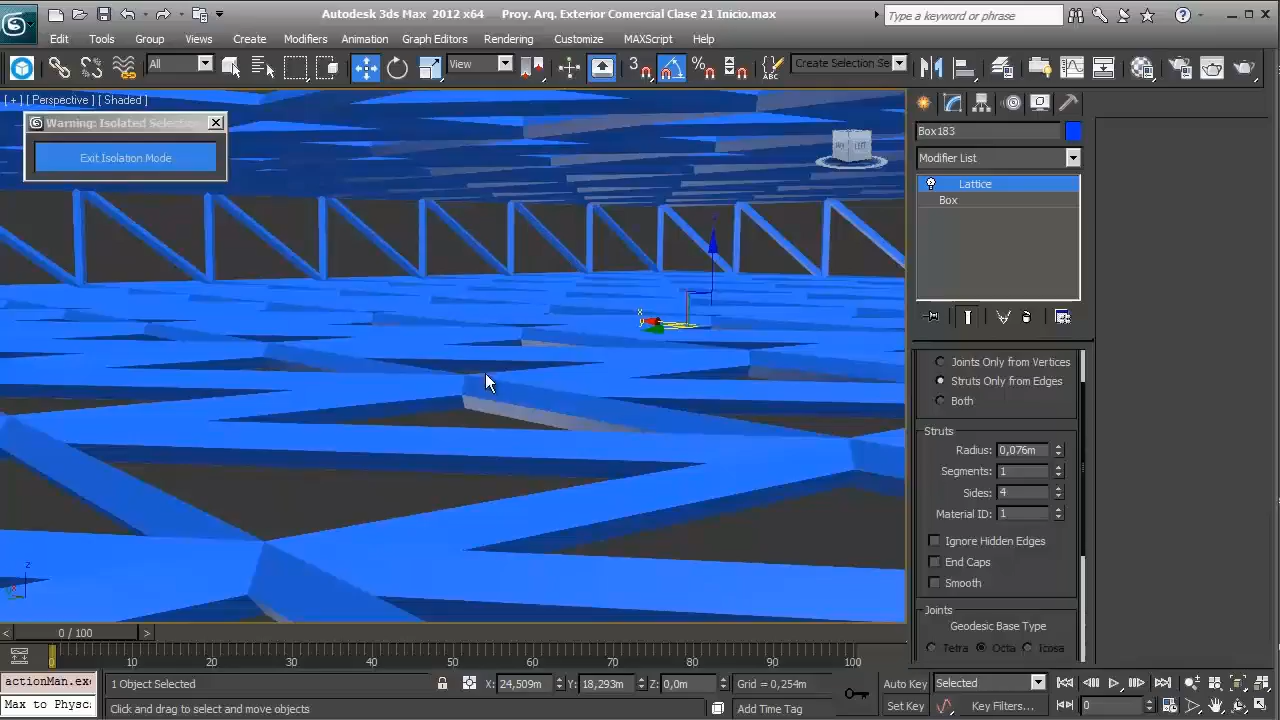 Autodesk 3ds Max 2012 x64 Proy. Arq. Exterior Comercial Clase 21 Inicio.max
Type a keyword or phrase
Edit Tools Group Views Create Modifiers Animation Graph Editors Rendering Customize MAXScript Help
All View 3 Create Selection Se
[ + ] [ Perspective ] [ Shaded ]
Warning: Isolated
Exit Isolation Mode
Box183
Modifier List
Lattice
Box
x
y
Joints Only from Vertices
Struts Only from Edges
Both
Struts
Radius: 0,076m
Segments: 1
Sides: 4
Material ID: 1
Ignore Hidden Edges
End Caps
Smooth
Joints
Geodesic Base Type
Tetra Octa Icosa
z
< 0 / 100 >
0 10 20 30 40 50 60 70 80 90 100
actionMan.exe 1 Object Selected X: 24,509m Y: 18,293m Z: 0,0m Grid = 0,254m Auto Key Selected
Max to Physc Click and drag to select and move objects Add Time Tag Set Key Key Filters... 0